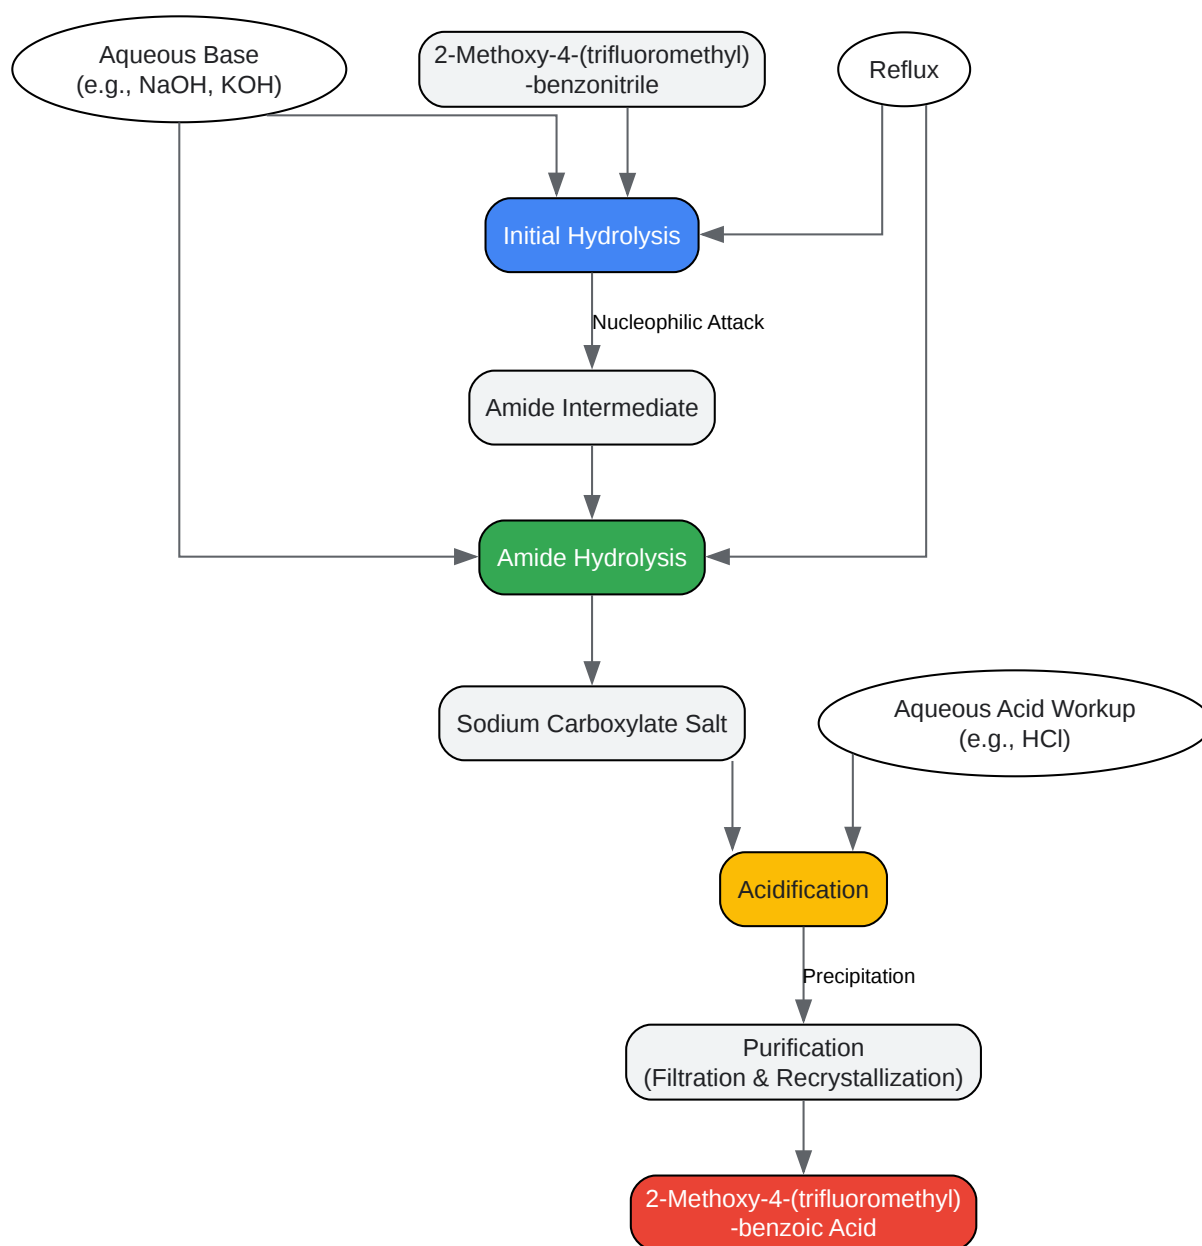 Aqueous Base
(e.g., NaOH, KOH)
2-Methoxy-4-(trifluoromethyl)
-benzonitrile
Reflux
Initial Hydrolysis
Nucleophilic Attack
Amide Intermediate
Amide Hydrolysis
Sodium Carboxylate Salt
Aqueous Acid Workup
(e.g., HCl)
Acidification
Precipitation
Purification
(Filtration & Recrystallization)
2-Methoxy-4-(trifluoromethyl)
-benzoic Acid